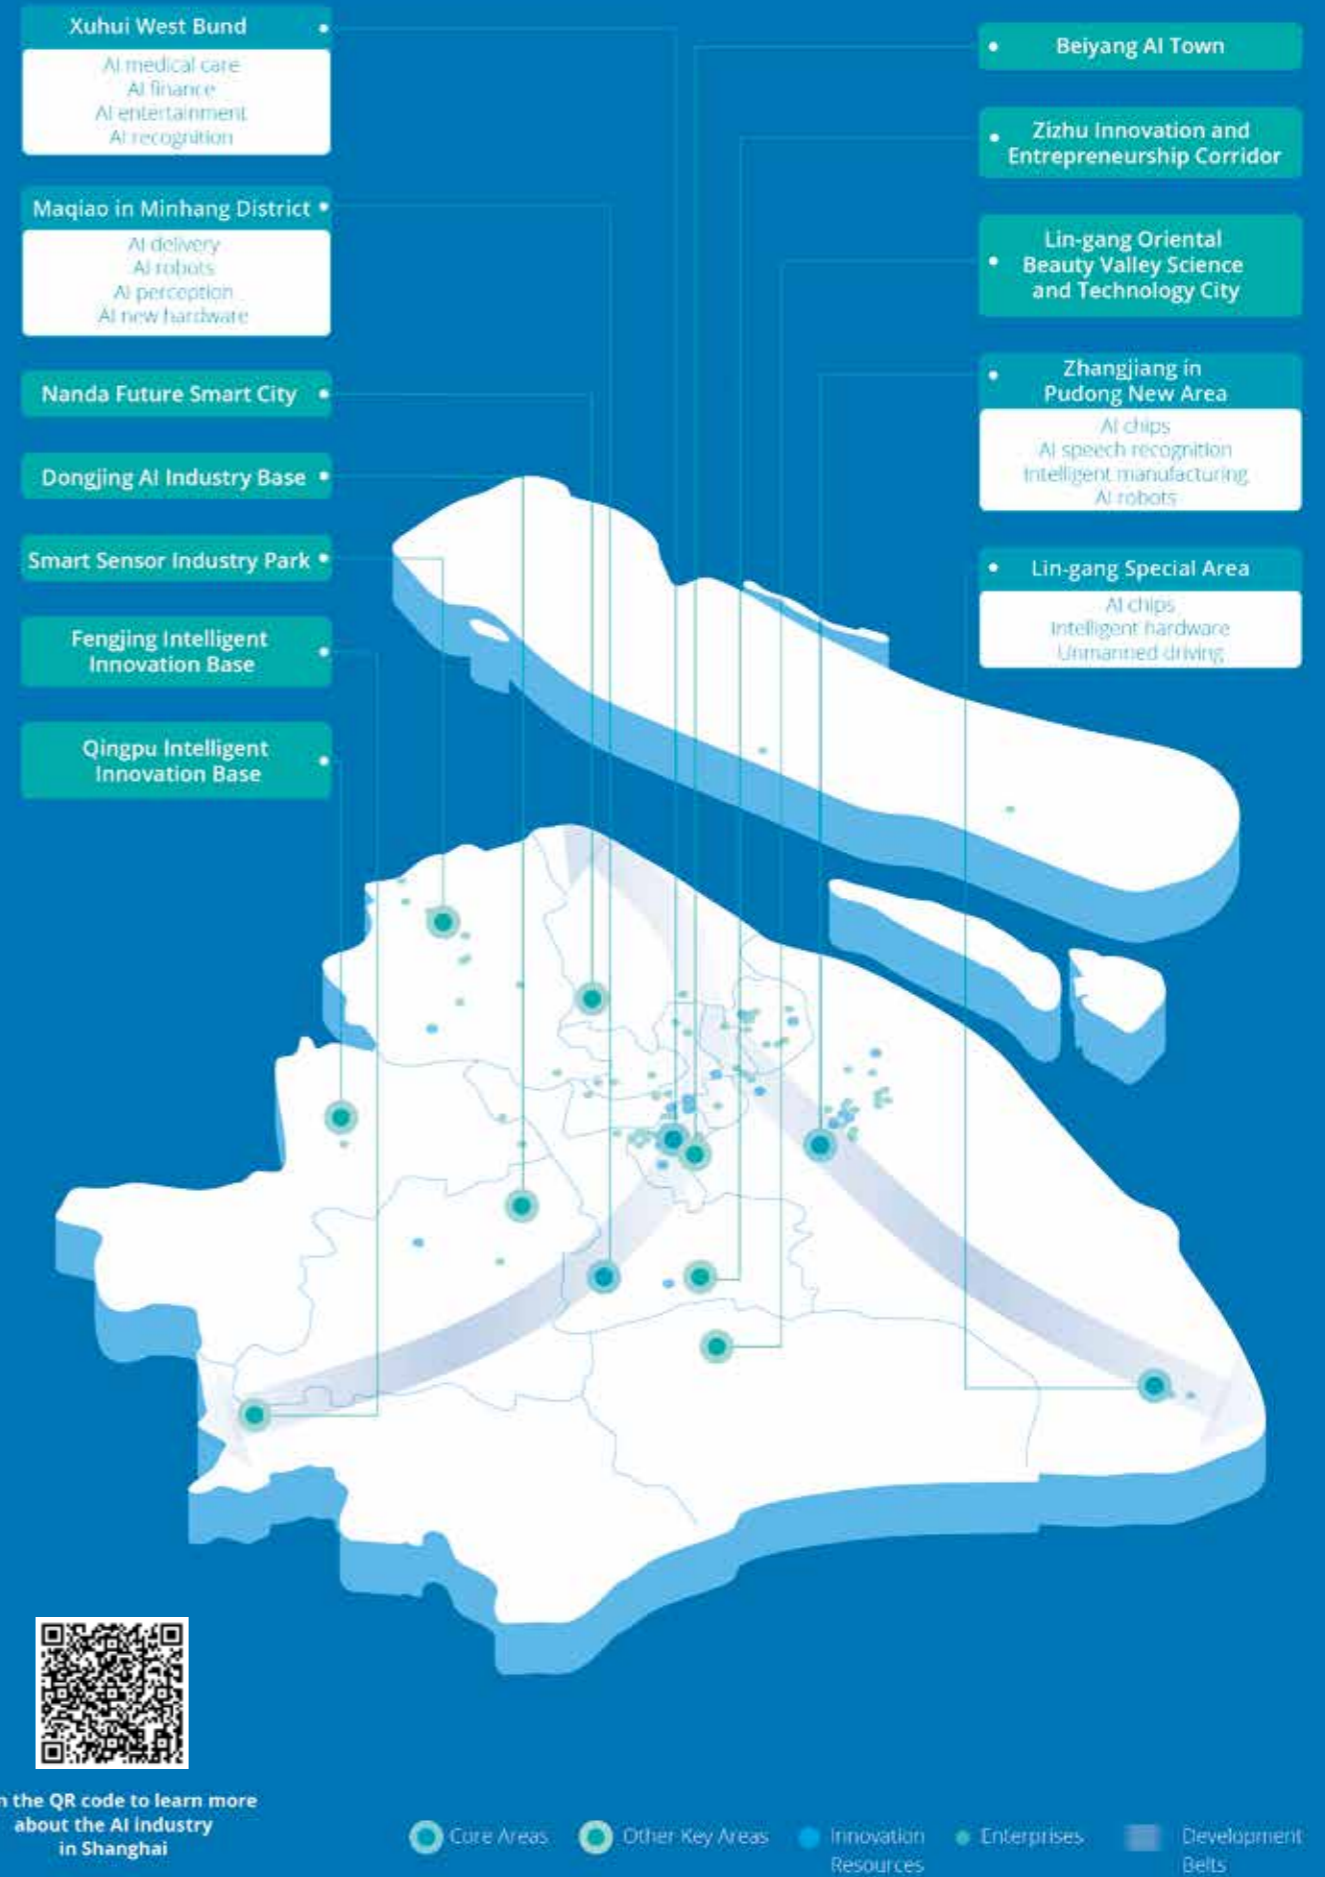 Xuhui West Bund
AI medical care
AI finance
AI entertainment
AI recognition
Maqiao in Minhang District
AI delivery
AI robots
AI perception
AI new hardware
Nanda Future Smart City
Dongjing AI Industry Base
Smart Sensor Industry Park
Fengjing Intelligent
Innovation Base
Qingpu Intelligent
Innovation Base
Beiyang AI Town
Zizhu Innovation and
Entrepreneurship Corridor
Lin-gang Oriental
Beauty Valley Science
and Technology City
Zhangjiang in
Pudong New Area
AI chips
AI speech recognition
Intelligent manufacturing
AI robots
Lin-gang Special Area
AI chips
Intelligent hardware
Unmanned driving
n the QR code to learn more
about the AI industry
in Shanghai
Core Areas
Other Key Areas
Innovation
Resources
Enterprises
Development
Belts